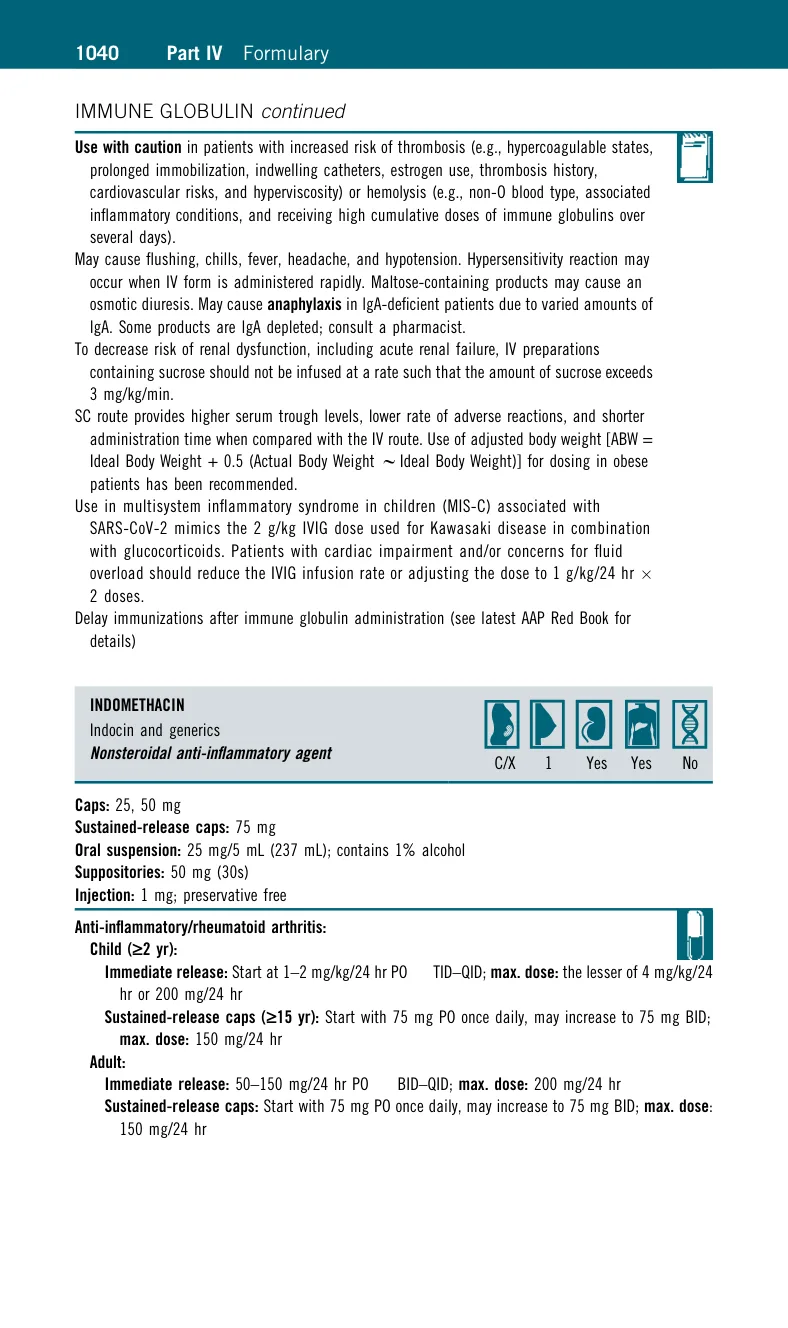 1040 Part IV Formulary
IMMUNE GLOBULIN continued
Use with caution in patients with increased risk of thrombosis (e.g., hypercoagulable states,
prolonged immobilization, indwelling catheters, estrogen use, thrombosis history,
cardiovascular risks, and hyperviscosity) or hemolysis (e.g., non-O blood type, associated
inflammatory conditions, and receiving high cumulative doses of immune globulins over
several days).
May cause flushing, chills, fever, headache, and hypotension. Hypersensitivity reaction may
occur when IV form is administered rapidly. Maltose-containing products may cause an
osmotic diuresis. May cause anaphylaxis in IgA-deficient patients due to varied amounts of
IgA. Some products are IgA depleted; consult a pharmacist.
To decrease risk of renal dysfunction, including acute renal failure, IV preparations
containing sucrose should not be infused at a rate such that the amount of sucrose exceeds
3 mg/kg/min.
SC route provides higher serum trough levels, lower rate of adverse reactions, and shorter
administration time when compared with the IV route. Use of adjusted body weight [ABW =
Ideal Body Weight + 0.5 (Actual Body Weight ~ Ideal Body Weight)] for dosing in obese
patients has been recommended.
Use in multisystem inflammatory syndrome in children (MIS-C) associated with
SARS-CoV-2 mimics the 2 g/kg IVIG dose used for Kawasaki disease in combination
with glucocorticoids. Patients with cardiac impairment and/or concerns for fluid
overload should reduce the IVIG infusion rate or adjusting the dose to 1 g/kg/24 hr ×
2 doses.
Delay immunizations after immune globulin administration (see latest AAP Red Book for
details)
INDOMETHACIN
Indocin and generics
Nonsteroidal anti-inflammatory agent
C/X 1 Yes Yes No
Caps: 25, 50 mg
Sustained-release caps: 75 mg
Oral suspension: 25 mg/5 mL (237 mL); contains 1% alcohol
Suppositories: 50 mg (30s)
Injection: 1 mg; preservative free
Anti-inflammatory/rheumatoid arthritis:
Child (≥2 yr):
Immediate release: Start at 1–2 mg/kg/24 hr PO TID–QID; max. dose: the lesser of 4 mg/kg/24
hr or 200 mg/24 hr
Sustained-release caps (≥15 yr): Start with 75 mg PO once daily, may increase to 75 mg BID;
max. dose: 150 mg/24 hr
Adult:
Immediate release: 50–150 mg/24 hr PO BID–QID; max. dose: 200 mg/24 hr
Sustained-release caps: Start with 75 mg PO once daily, may increase to 75 mg BID; max. dose:
150 mg/24 hr